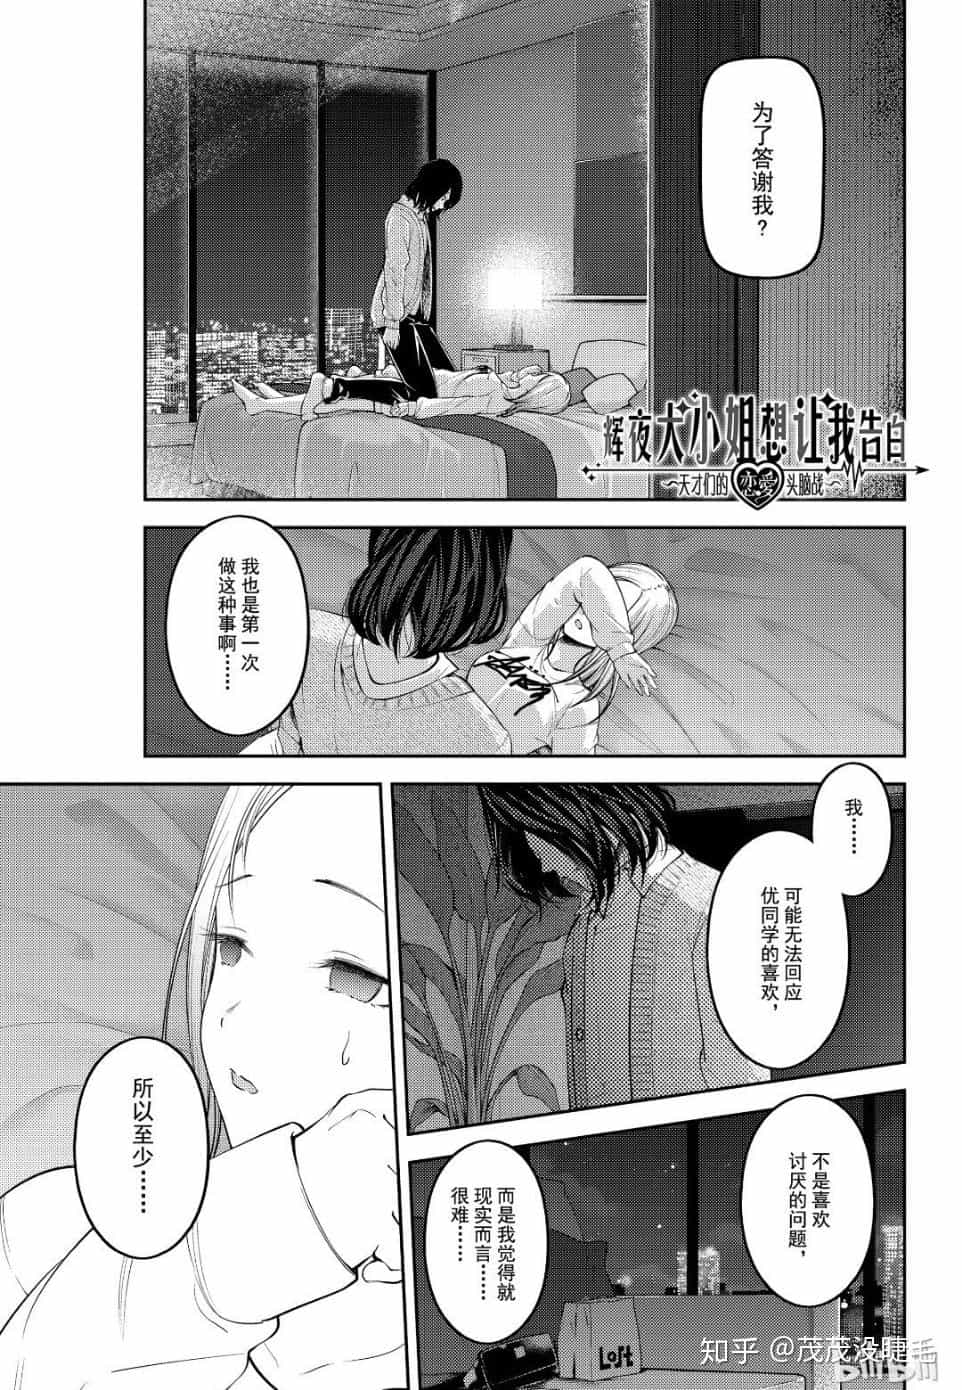 为了答谢我？
辉夜大小姐想让我告白
～天才们的恋爱头脑战～
我也是第一次
做这种事啊……
我……
可能无法回应
优同学的喜欢，
所以至少……
不是喜欢
讨厌的问题，
而是我觉得就
现实而言……
很难……
Loft
知乎 @茂茂没睫毛